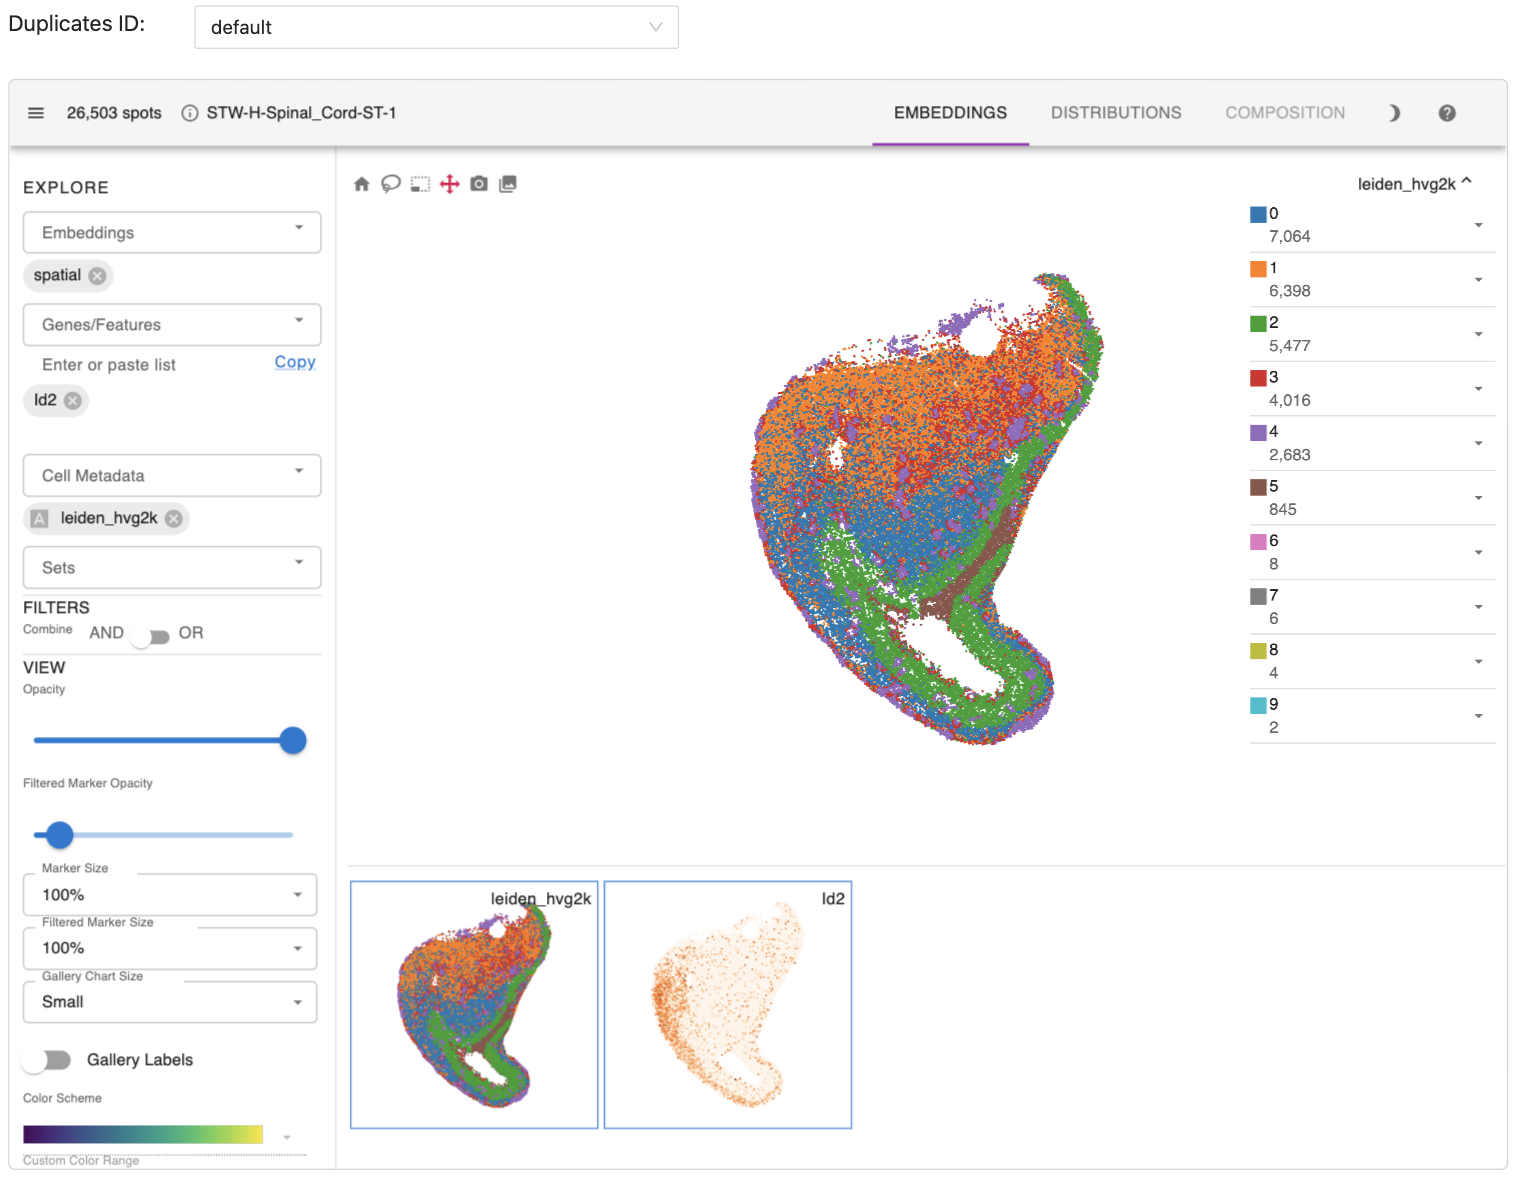 Duplicates ID:
default
26,503 spots
STW-H-Spinal_Cord-ST-1
EMBEDDINGS
DISTRIBUTIONS
COMPOSITION
EXPLORE
Embeddings
spatial
Genes/Features
Enter or paste list
Copy
Id2
Cell Metadata
A
leiden_hvg2k
Sets
FILTERS
Combine
AND
OR
VIEW
Opacity
Filtered Marker Opacity
Marker Size
100%
Filtered Marker Size
100%
Gallery Chart Size
Small
Gallery Labels
Color Scheme
Custom Color Range
leiden_hvg2k
0
7,064
1
6,398
2
5,477
3
4,016
4
2,683
5
845
6
8
7
6
8
4
9
2
leiden_hvg2k
Id2